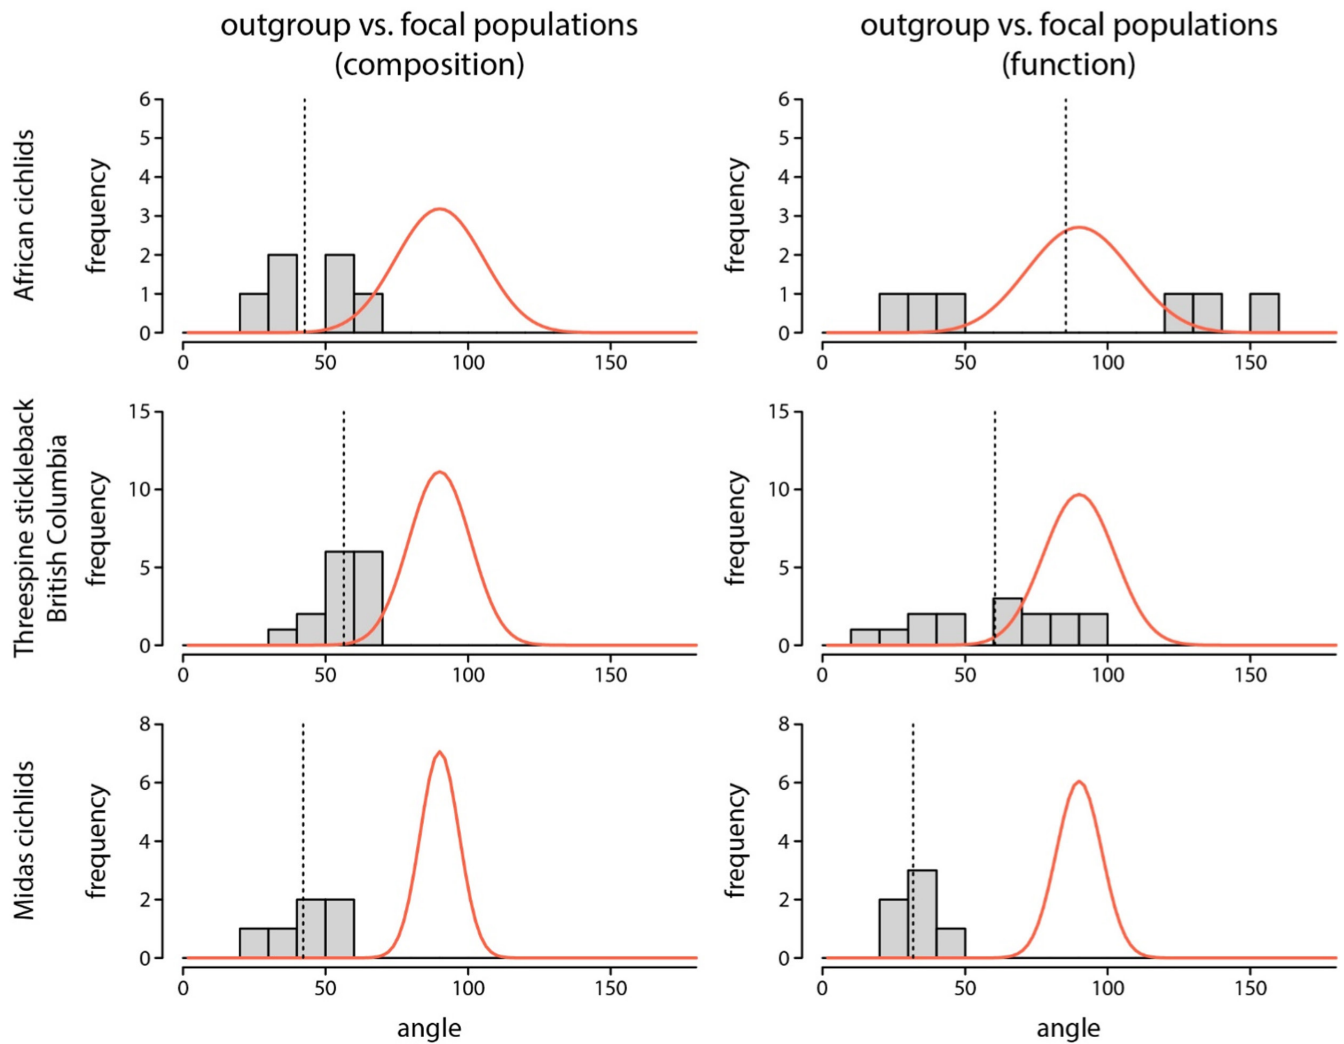 outgroup vs. focal populations
(composition)
outgroup vs. focal populations
(function)
African cichlids
frequency
6
5
4
3
2
1
0
0 50 100 150
frequency
6
5
4
3
2
1
0
0 50 100 150
Threespine stickleback
British Columbia
frequency
15
10
5
0
0 50 100 150
frequency
15
10
5
0
0 50 100 150
Midas cichlids
frequency
8
6
4
2
0
0 50 100 150
angle
frequency
8
6
4
2
0
0 50 100 150
angle